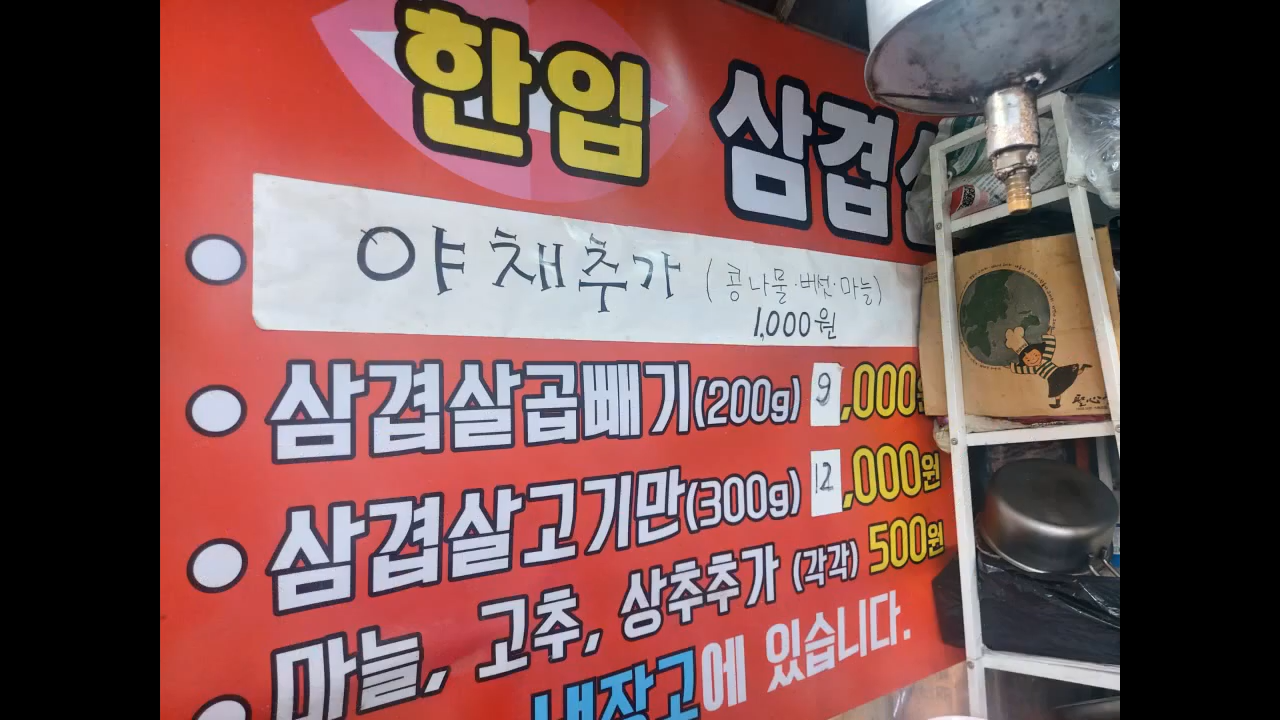 한입 삼겹
야채추가 (콩나물·버섯·마늘)
1,000원
삼겹살곱빼기(200g) 9,000원
삼겹살고기만(300g) 12,000원
마늘, 고추, 상추추가 (각각) 500원
냉장고에 있습니다.